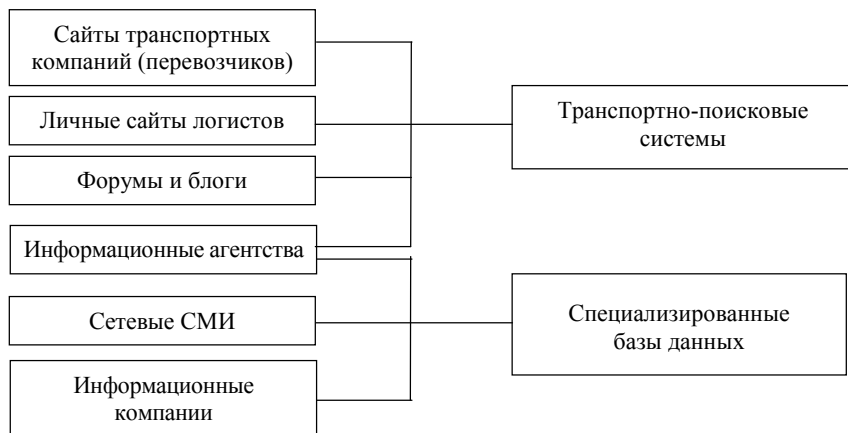 Сайты транспортных
компаний (перевозчиков)
Личные сайты логистов
Форумы и блоги
Информационные агентства
Сетевые СМИ
Информационные
компании
Транспортно-поисковые
системы
Специализированные
базы данных